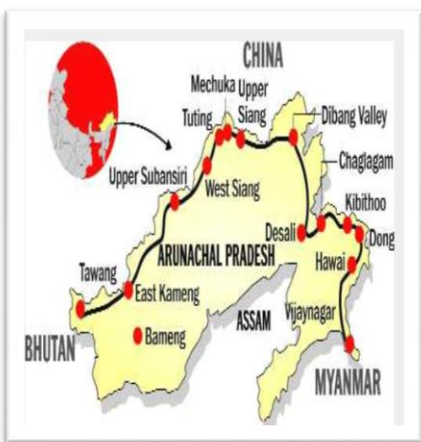 CHINA
Mechuka Upper
Siang
Tuting
Dibang Valley
Chaglagam
Upper Subansiri
West Siang
Kibithoo
Desali
Dong
ARUNACHAL PRADESH
Hawai
Tawang
East Kameng
ASSAM
Vijaynagar
Bameng
BHUTAN
MYANMAR